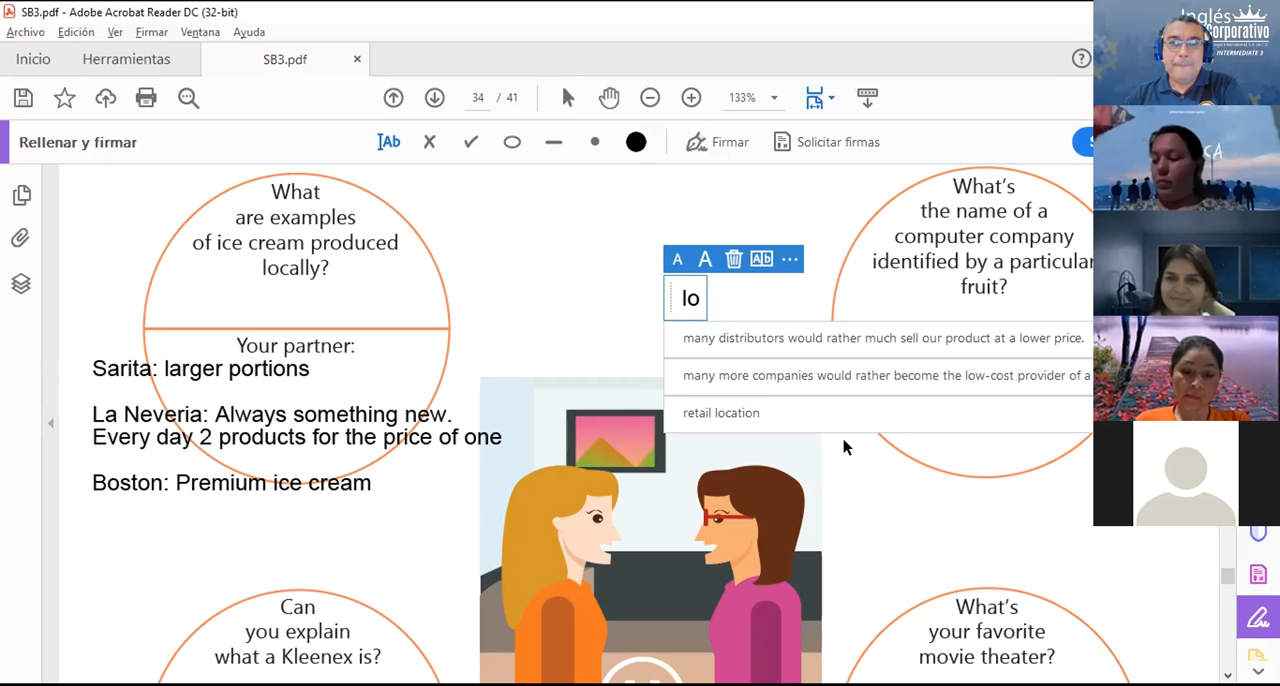 SB3.pdf - Adobe Acrobat Reader DC (32-bit)
Archivo Edición Ver Firmar Ventana Ayuda
Inicio Herramientas SB3.pdf ×
34 / 41 133%
Rellenar y firmar
Ab
Firmar
Solicitar firmas
What
are examples
of ice cream produced
locally?
Your partner:
Sarita: larger portions
La Neveria: Always something new.
Every day 2 products for the price of one
Boston: Premium ice cream
A A Ab ...
lo
many distributors would rather much sell our product at a lower price.
many more companies would rather become the low-cost provider of a
retail location
What's
the name of a
computer company
identified by a particular
fruit?
Can
you explain
what a Kleenex is?
What's
your favorite
movie theater?
Inglés
Corporativo
INTERMEDIATE 3
CA